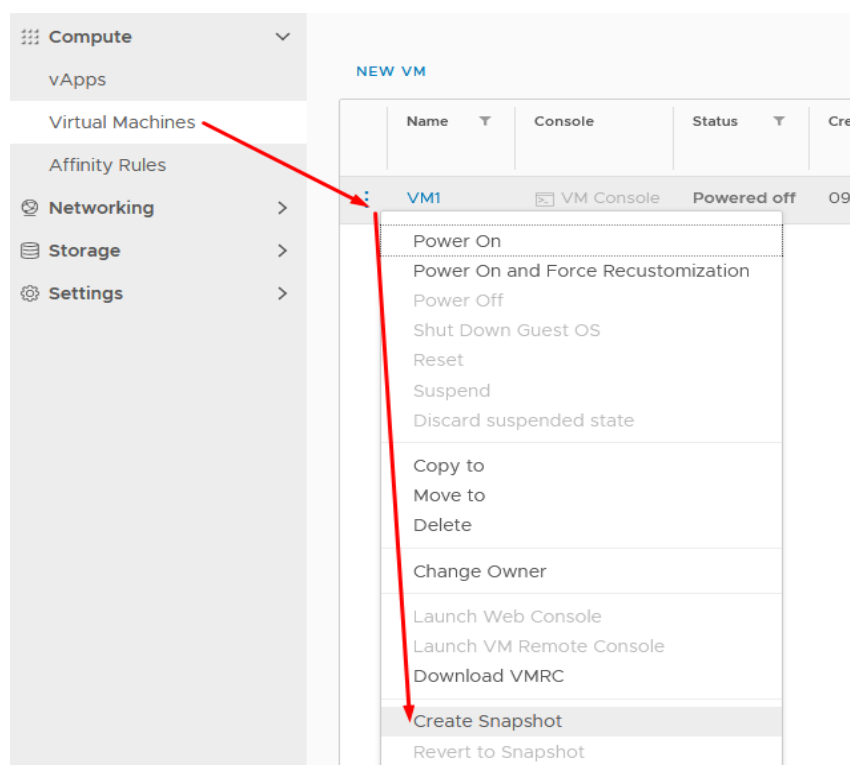 Compute
vApps
Virtual Machines
Affinity Rules
Networking
Storage
Settings
NEW VM
Name Console Status Cre
VM1 VM Console Powered off 09
Power On
Power On and Force Recustomization
Power Off
Shut Down Guest OS
Reset
Suspend
Discard suspended state
Copy to
Move to
Delete
Change Owner
Launch Web Console
Launch VM Remote Console
Download VMRC
Create Snapshot
Revert to Snapshot